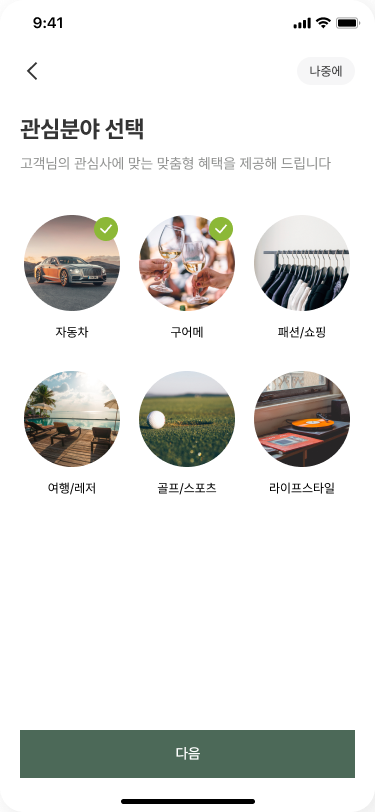 9:41
나중에
관심분야 선택
고객님의 관심사에 맞는 맞춤형 혜택을 제공해 드립니다
자동차
구어메
패션/쇼핑
여행/레저
골프/스포츠
라이프스타일
다음